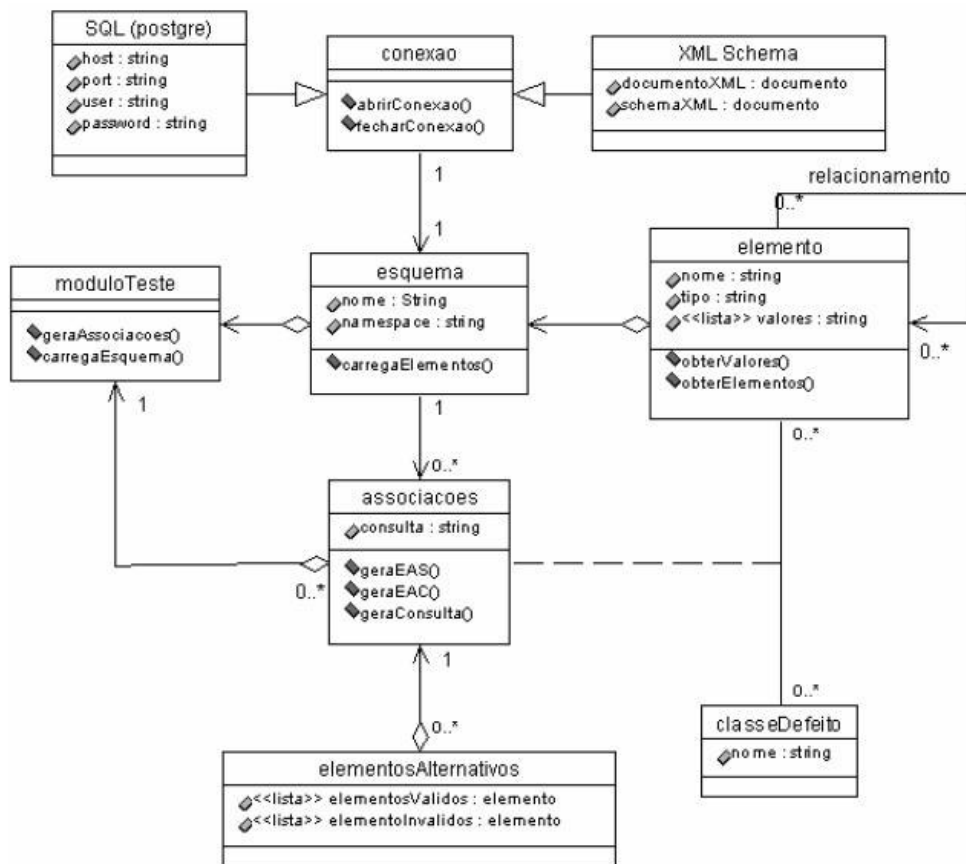 SQL (postgre)
host : string
port : string
user : string
password : string
conexao
abrirConexao()
fecharConexao()
XML Schema
documentoXML : documento
schemaXML : documento
1
1
relacionamento
0..*
elemento
nome : string
tipo : string
<<lista>> valores : string
obterValores()
obterElementos()
0..*
0..*
esquema
nome : String
namespace : string
carregaElementos()
moduloTeste
geraAssociacoes()
carregaEsquema()
1
1
0..*
associacoes
consulta : string
geraEAS()
geraEAC()
geraConsulta()
0..*
1
0..*
elementosAlternativos
<<lista>> elementosValidos : elemento
<<lista>> elementoInvalidos : elemento
0..*
classeDefeito
nome : string